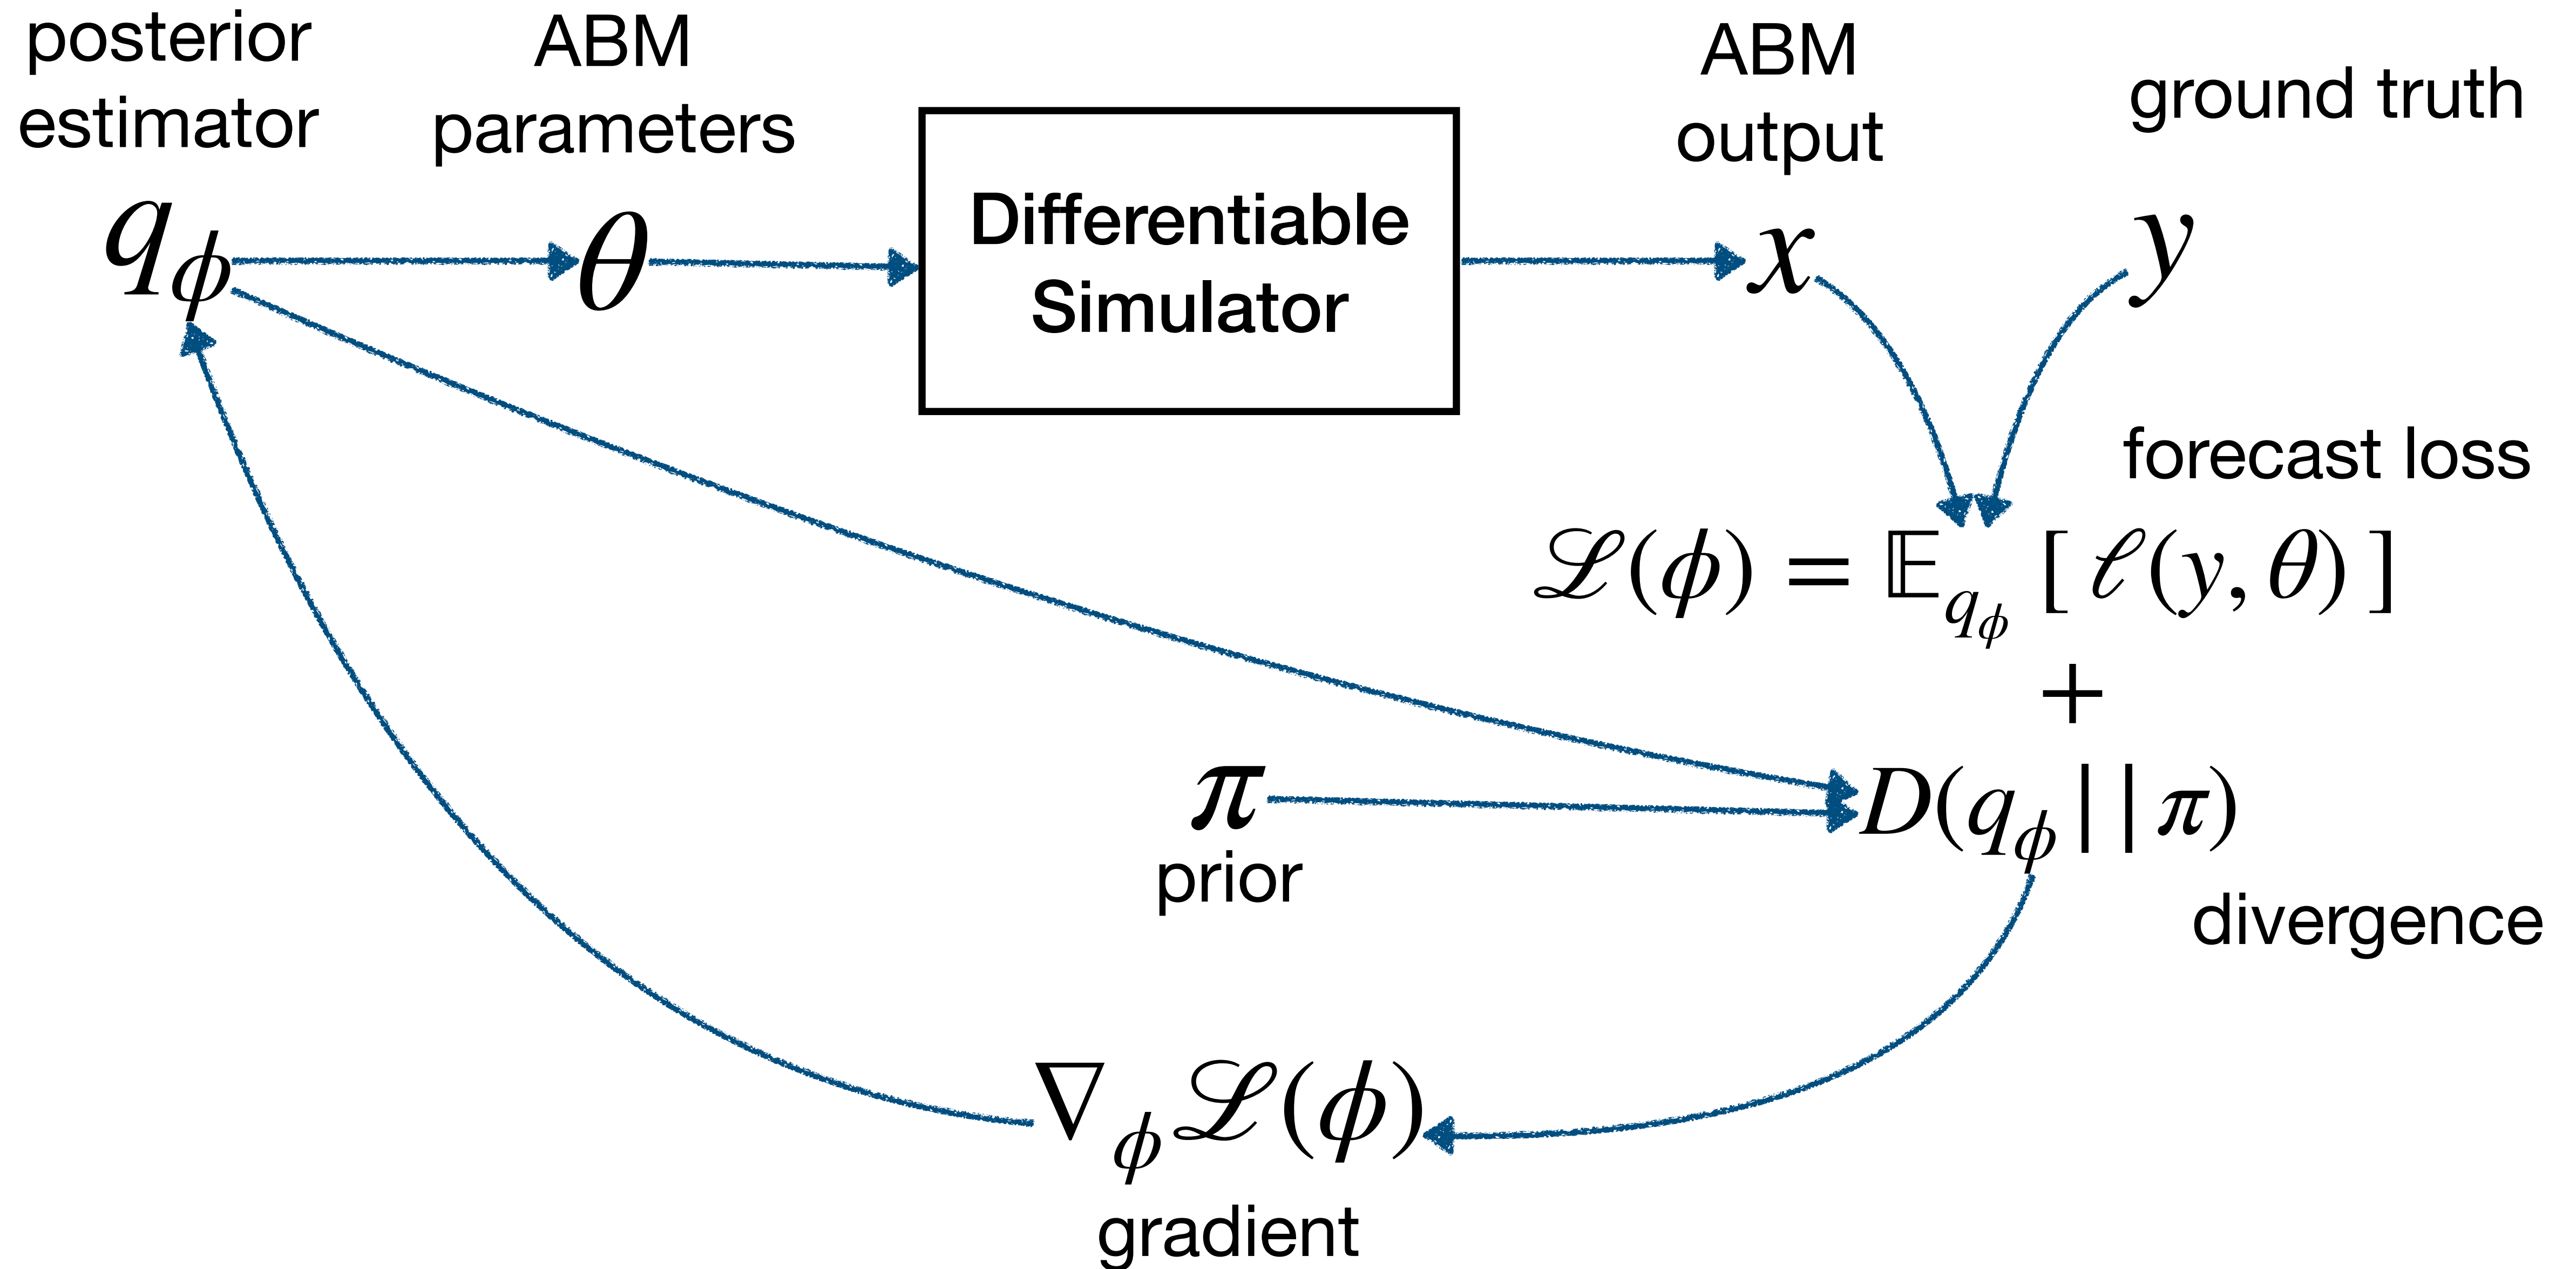 posterior
estimator
ABM
parameters
ABM
output
ground truth
qϕ
θ
Differentiable
Simulator
x
y
forecast loss
ℒ(ϕ) = 𝔼qϕ [ ℓ(y, θ) ]
+
π
prior
D(qϕ | | π)
divergence
∇ϕℒ(ϕ)
gradient